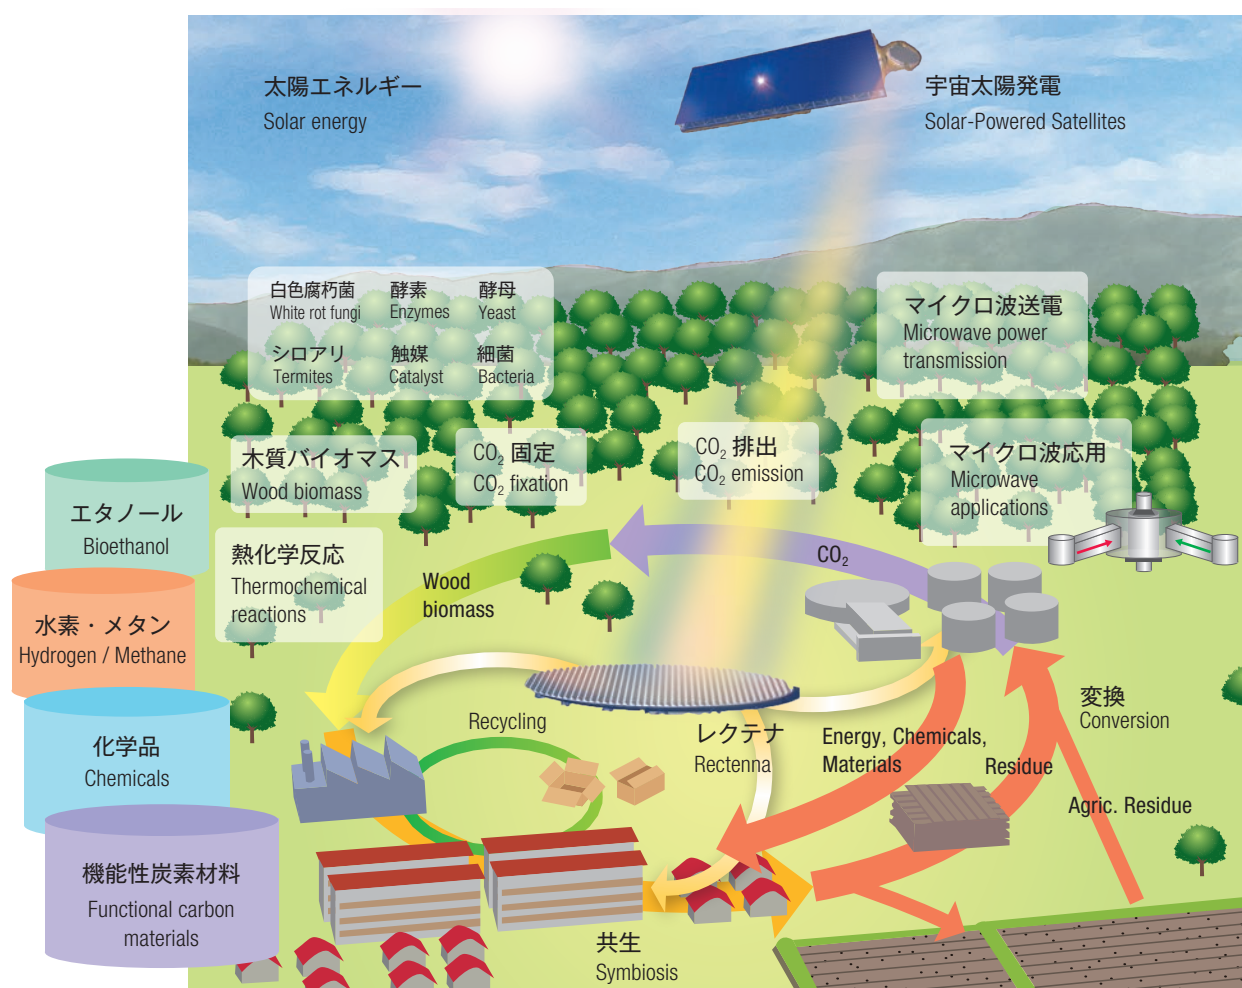 太陽エネルギー
Solar energy
宇宙太陽発電
Solar-Powered Satellites
白色腐朽菌
White rot fungi
酵素
Enzymes
酵母
Yeast
シロアリ
Termites
触媒
Catalyst
細菌
Bacteria
マイクロ波送電
Microwave power
transmission
木質バイオマス
Wood biomass
CO₂ 固定
CO₂ fixation
CO₂ 排出
CO₂ emission
マイクロ波応用
Microwave
applications
エタノール
Bioethanol
熱化学反応
Thermochemical
reactions
Wood
biomass
CO₂
水素・メタン
Hydrogen / Methane
化学品
Chemicals
Recycling
レクテナ
Rectenna
Energy, Chemicals,
Materials
Residue
変換
Conversion
Agric. Residue
機能性炭素材料
Functional carbon
materials
共生
Symbiosis